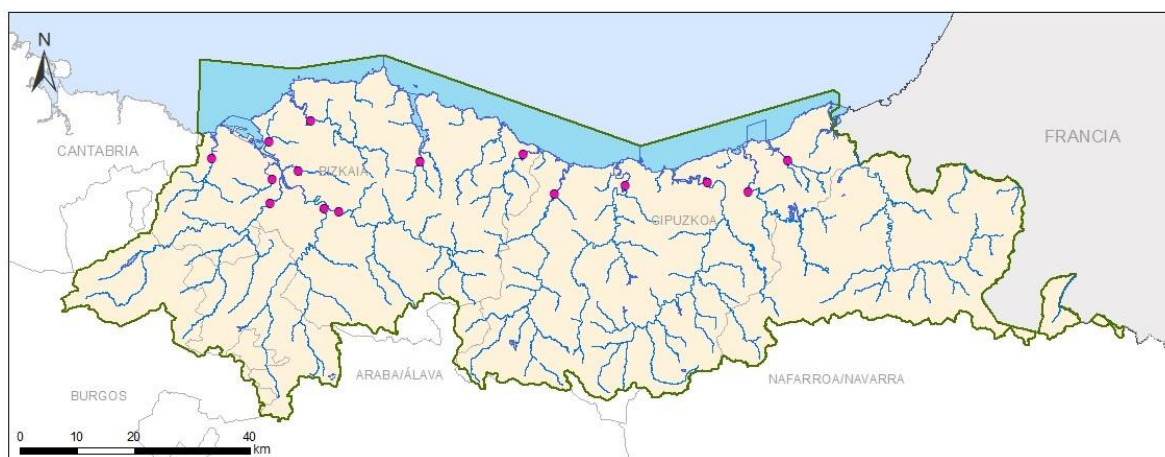 N
FRANCIA
CANTABRIA
BIZKAIA
GIPUZKOA
ARABA/ÁLAVA
NAFARROA/NAVARRA
BURGOS
0 10 20 40
km